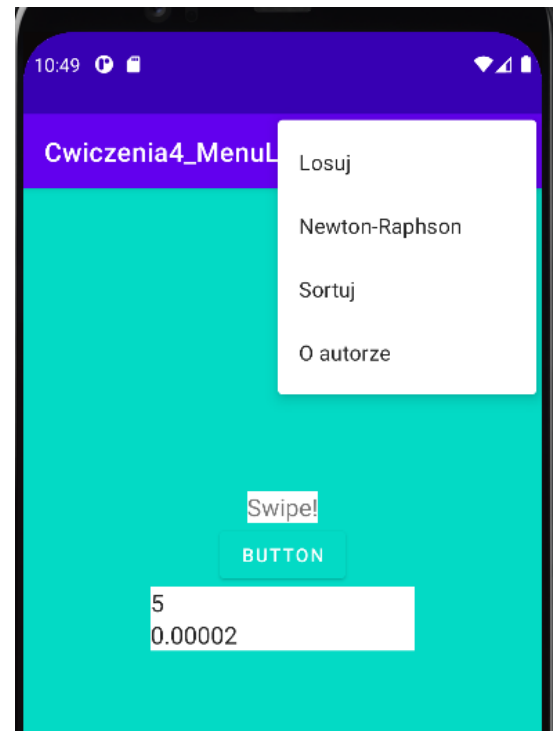 10:49
Cwiczenia4_MenuL
Losuj
Newton-Raphson
Sortuj
O autorze
Swipe!
BUTTON
5
0.00002